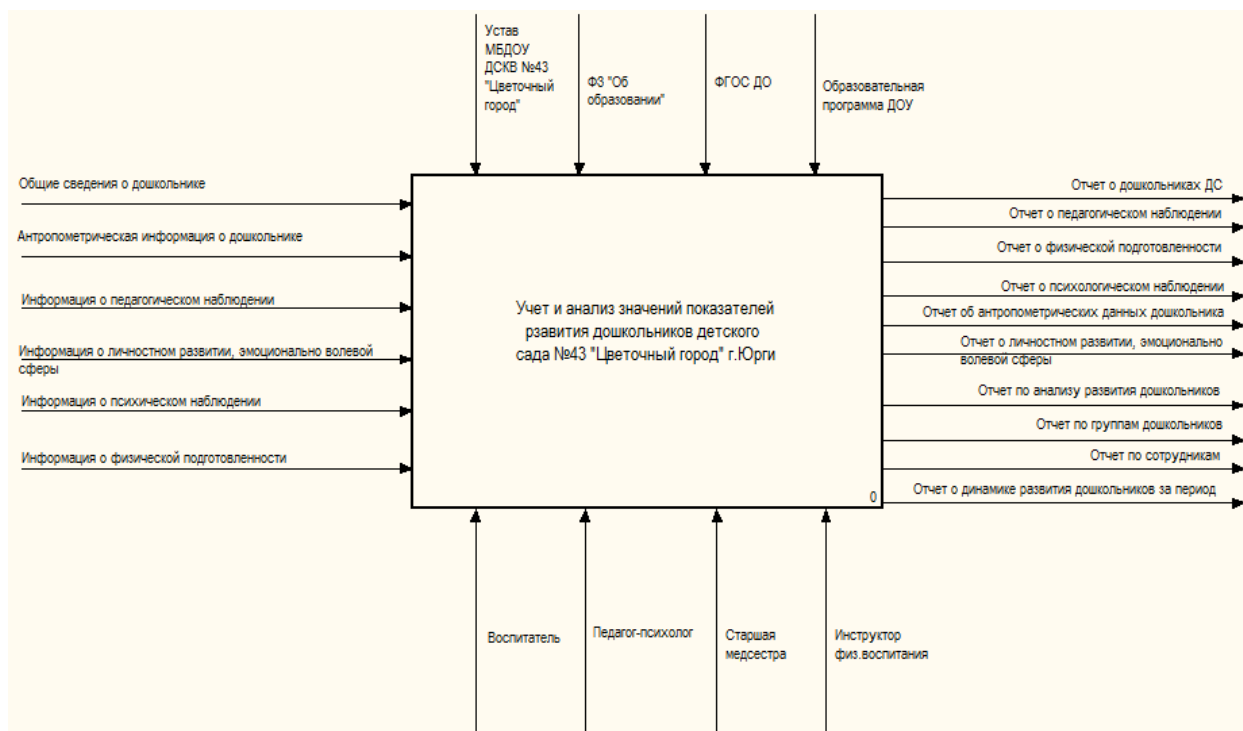 Устав
МБДОУ
ДСКВ №43
"Цветочный
город"
ФЗ "Об
образовании"
ФГОС ДО
Образовательная
программа ДОУ
Общие сведения о дошкольнике
Антропометрическая информация о дошкольнике
Информация о педагогическом наблюдении
Информация о личностном развитии, эмоционально волевой
сферы
Информация о психическом наблюдении
Информация о физической подготовленности
Учет и анализ значений показателей
рзавития дошкольников детского
сада №43 "Цветочный город" г.Юрги
0
Отчет о дошкольниках ДС
Отчет о педагогическом наблюдении
Отчет о физической подготовленности
Отчет о психологическом наблюдении
Отчет об антропометрических данных дошкольника
Отчет о личностном развитии, эмоционально
волевой сферы
Отчет по анализу развития дошкольников
Отчет по группам дошкольников
Отчет по сотрудникам
Отчет о динамике развития дошкольников за период
Воспитатель
Педагог-психолог
Старшая
медсестра
Инструктор
физ.воспитания